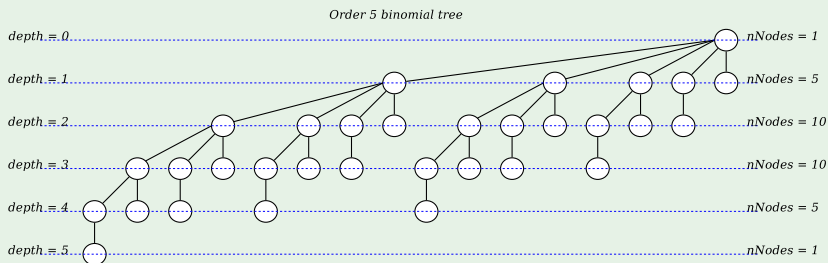 Order 5 binomial tree
depth = 0 nNodes = 1
depth = 1 nNodes = 5
depth = 2 nNodes = 10
depth = 3 nNodes = 10
depth = 4 nNodes = 5
depth = 5 nNodes = 1